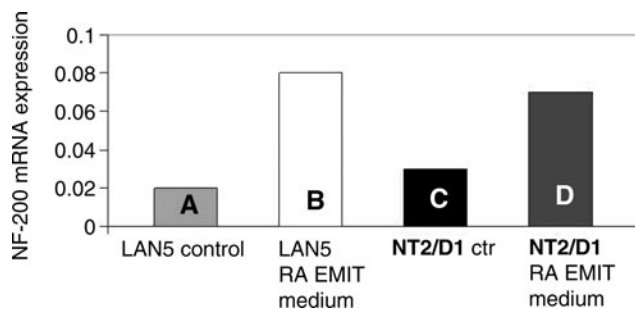 NF-200 mRNA expression
0.1
0.08
0.06
0.04
0.02
0
A
B
C
D
LAN5 control
LAN5
RA EMIT
medium
NT2/D1 ctr
NT2/D1
RA EMIT
medium